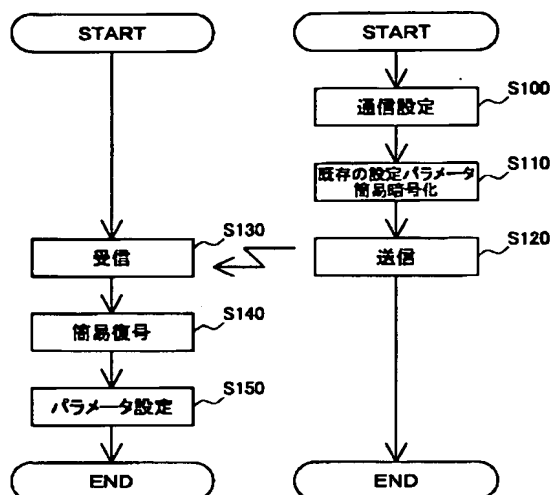 START
START
通信設定
S100
既存の設定パラメータ
簡易暗号化
S110
受信
S130
送信
S120
簡易復号
S140
パラメータ設定
S150
END
END